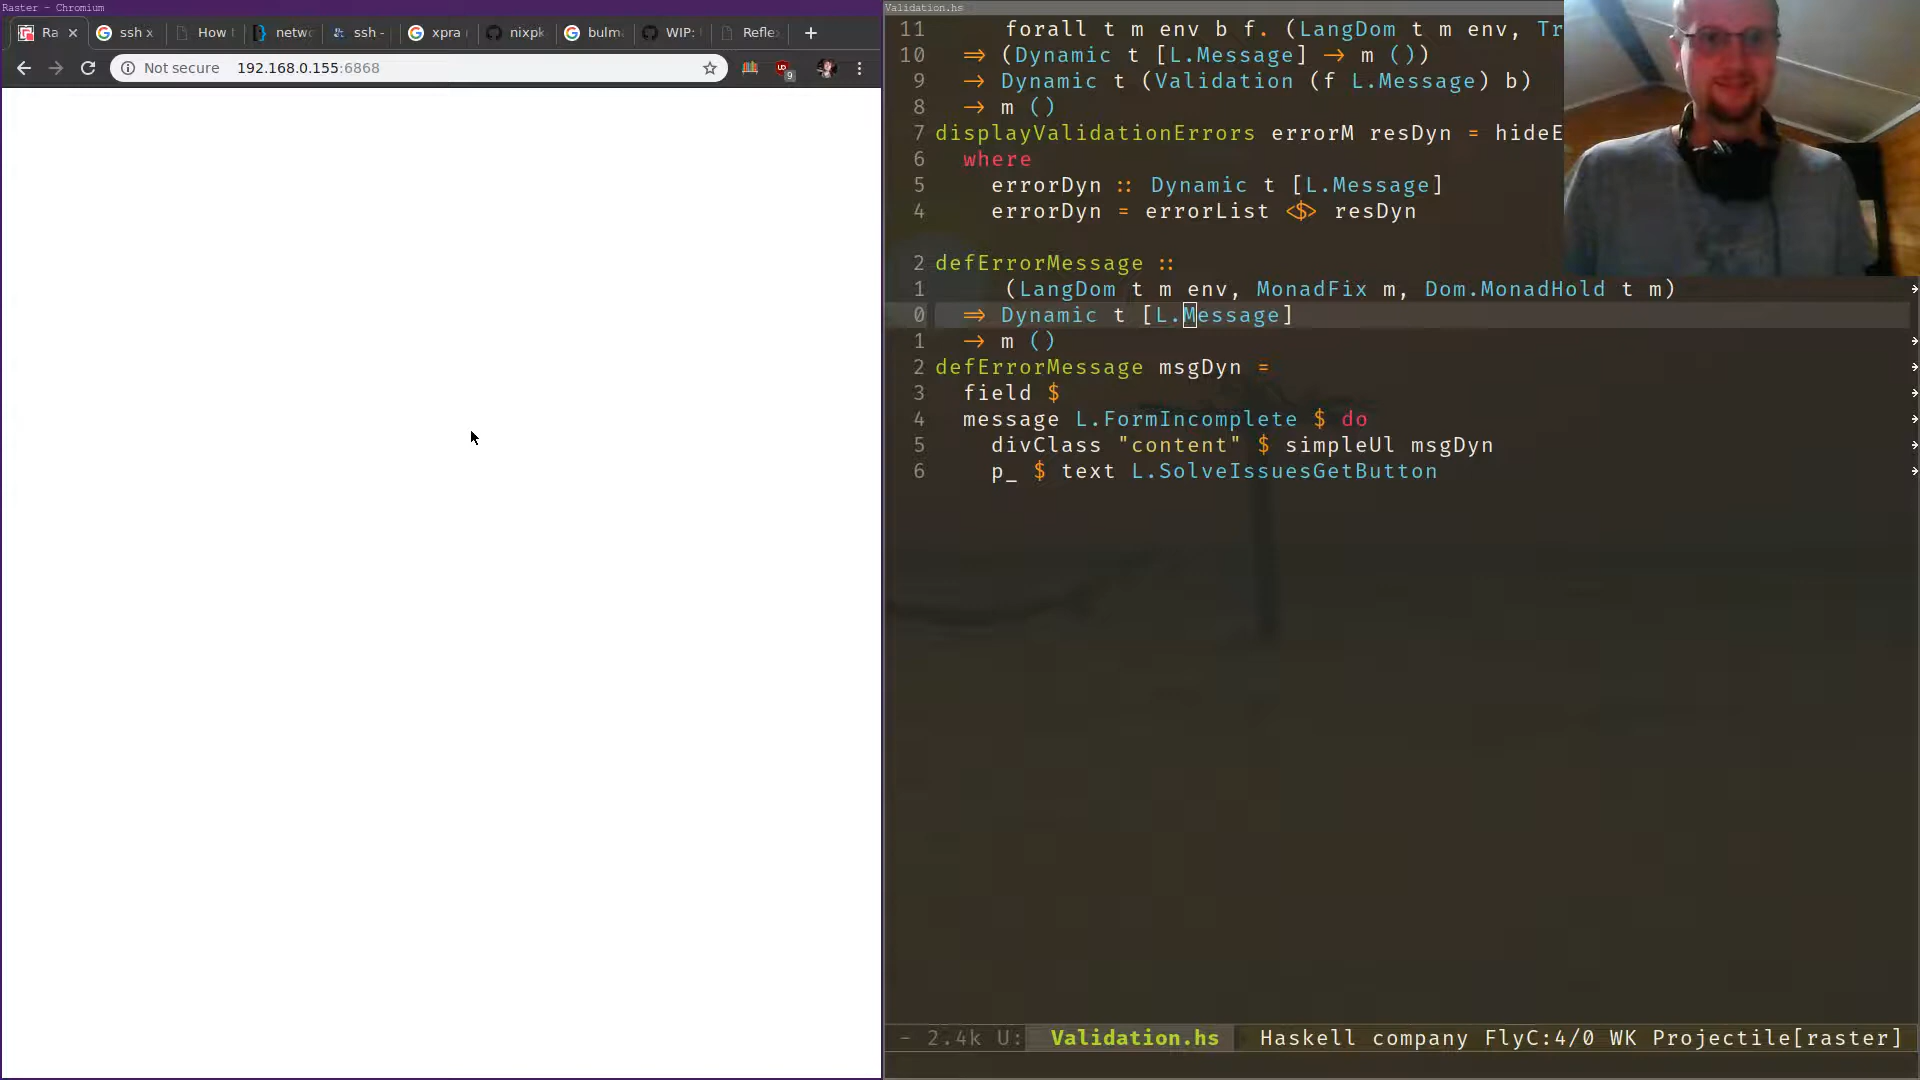 Raster - Chromium
Ra
ssh x
How
netwo
ssh -
xpra
nixpk
bulm
WIP:
Refle
Not secure 192.168.0.155:6868
9
Validation.hs
11 forall t m env b f. (LangDom t m env, Tr
10 ⇒ (Dynamic t [L.Message] → m ())
9 → Dynamic t (Validation (f L.Message) b)
8 → m ()
7 displayValidationErrors errorM resDyn = hideE
6 where
5 errorDyn :: Dynamic t [L.Message]
4 errorDyn = errorList <$> resDyn
2 defErrorMessage ::
1 (LangDom t m env, MonadFix m, Dom.MonadHold t m)
0 ⇒ Dynamic t [L.Message]
1 → m ()
2 defErrorMessage msgDyn =
3 field $
4 message L.FormIncomplete $ do
5 divClass "content" $ simpleUl msgDyn
6 p_ $ text L.SolveIssuesGetButton
- 2.4k U: Validation.hs Haskell company FlyC:4/0 WK Projectile[raster]